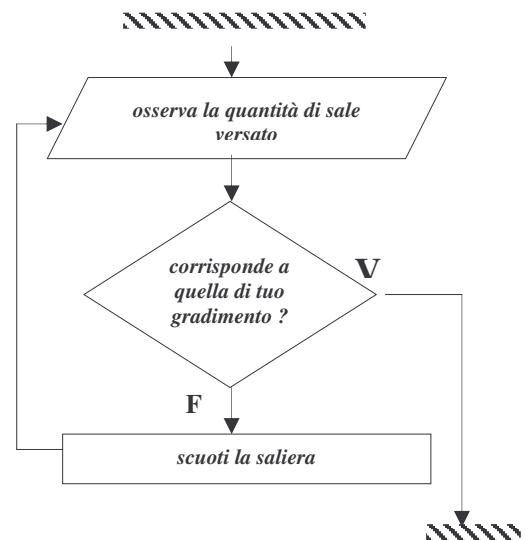 osserva la quantità di sale
versato
corrisponde a
quella di tuo
gradimento ?
V
F
scuoti la saliera